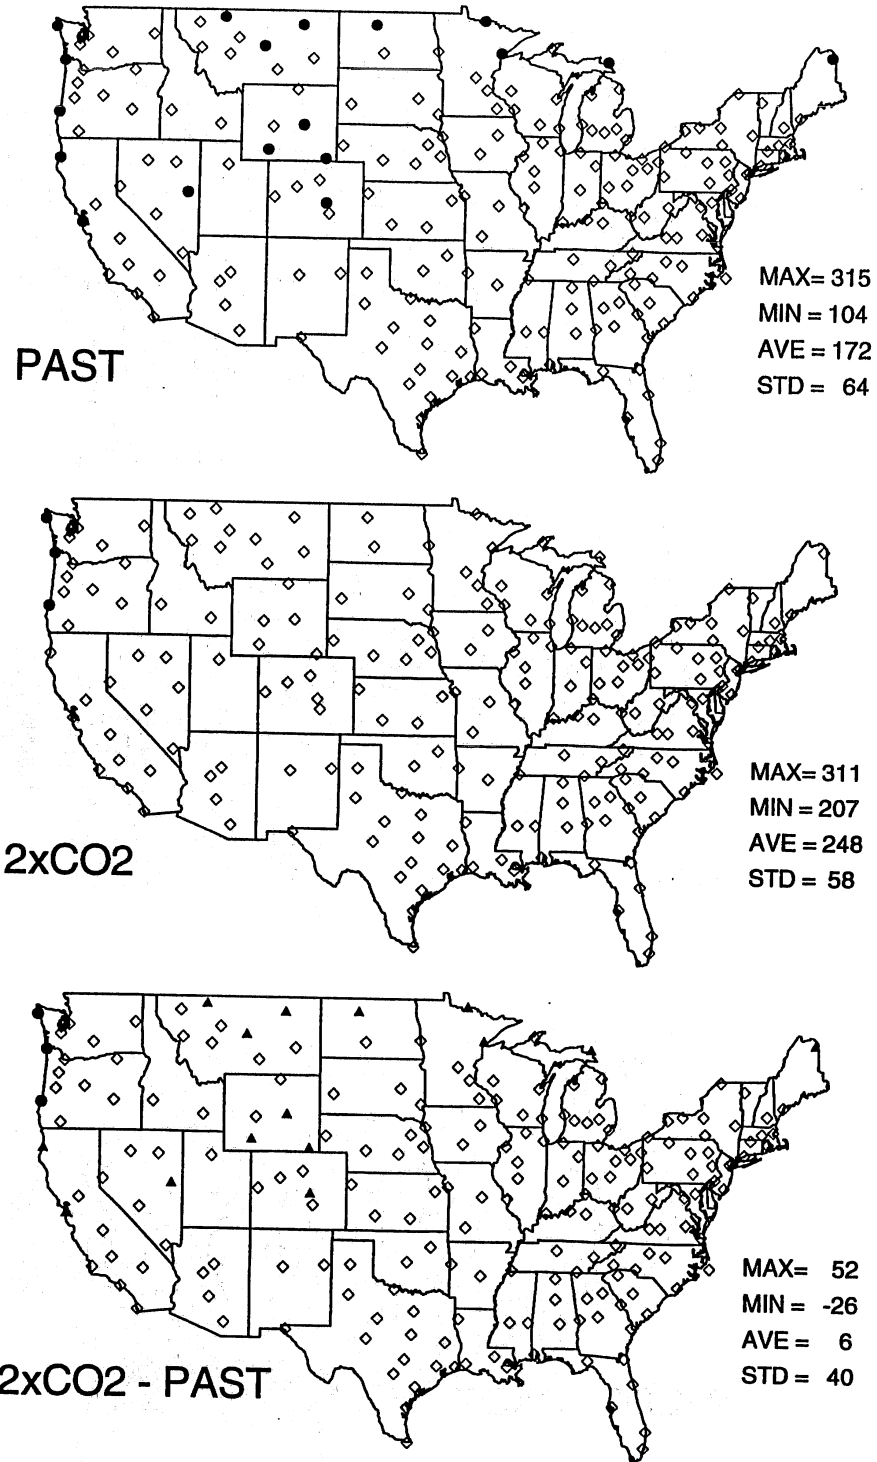 MAX= 315
MIN = 104
AVE = 172
STD = 64
PAST
MAX= 311
MIN = 207
AVE = 248
STD = 58
2xCO2
MAX= 52
MIN = -26
AVE = 6
STD = 40
2xCO2 - PAST